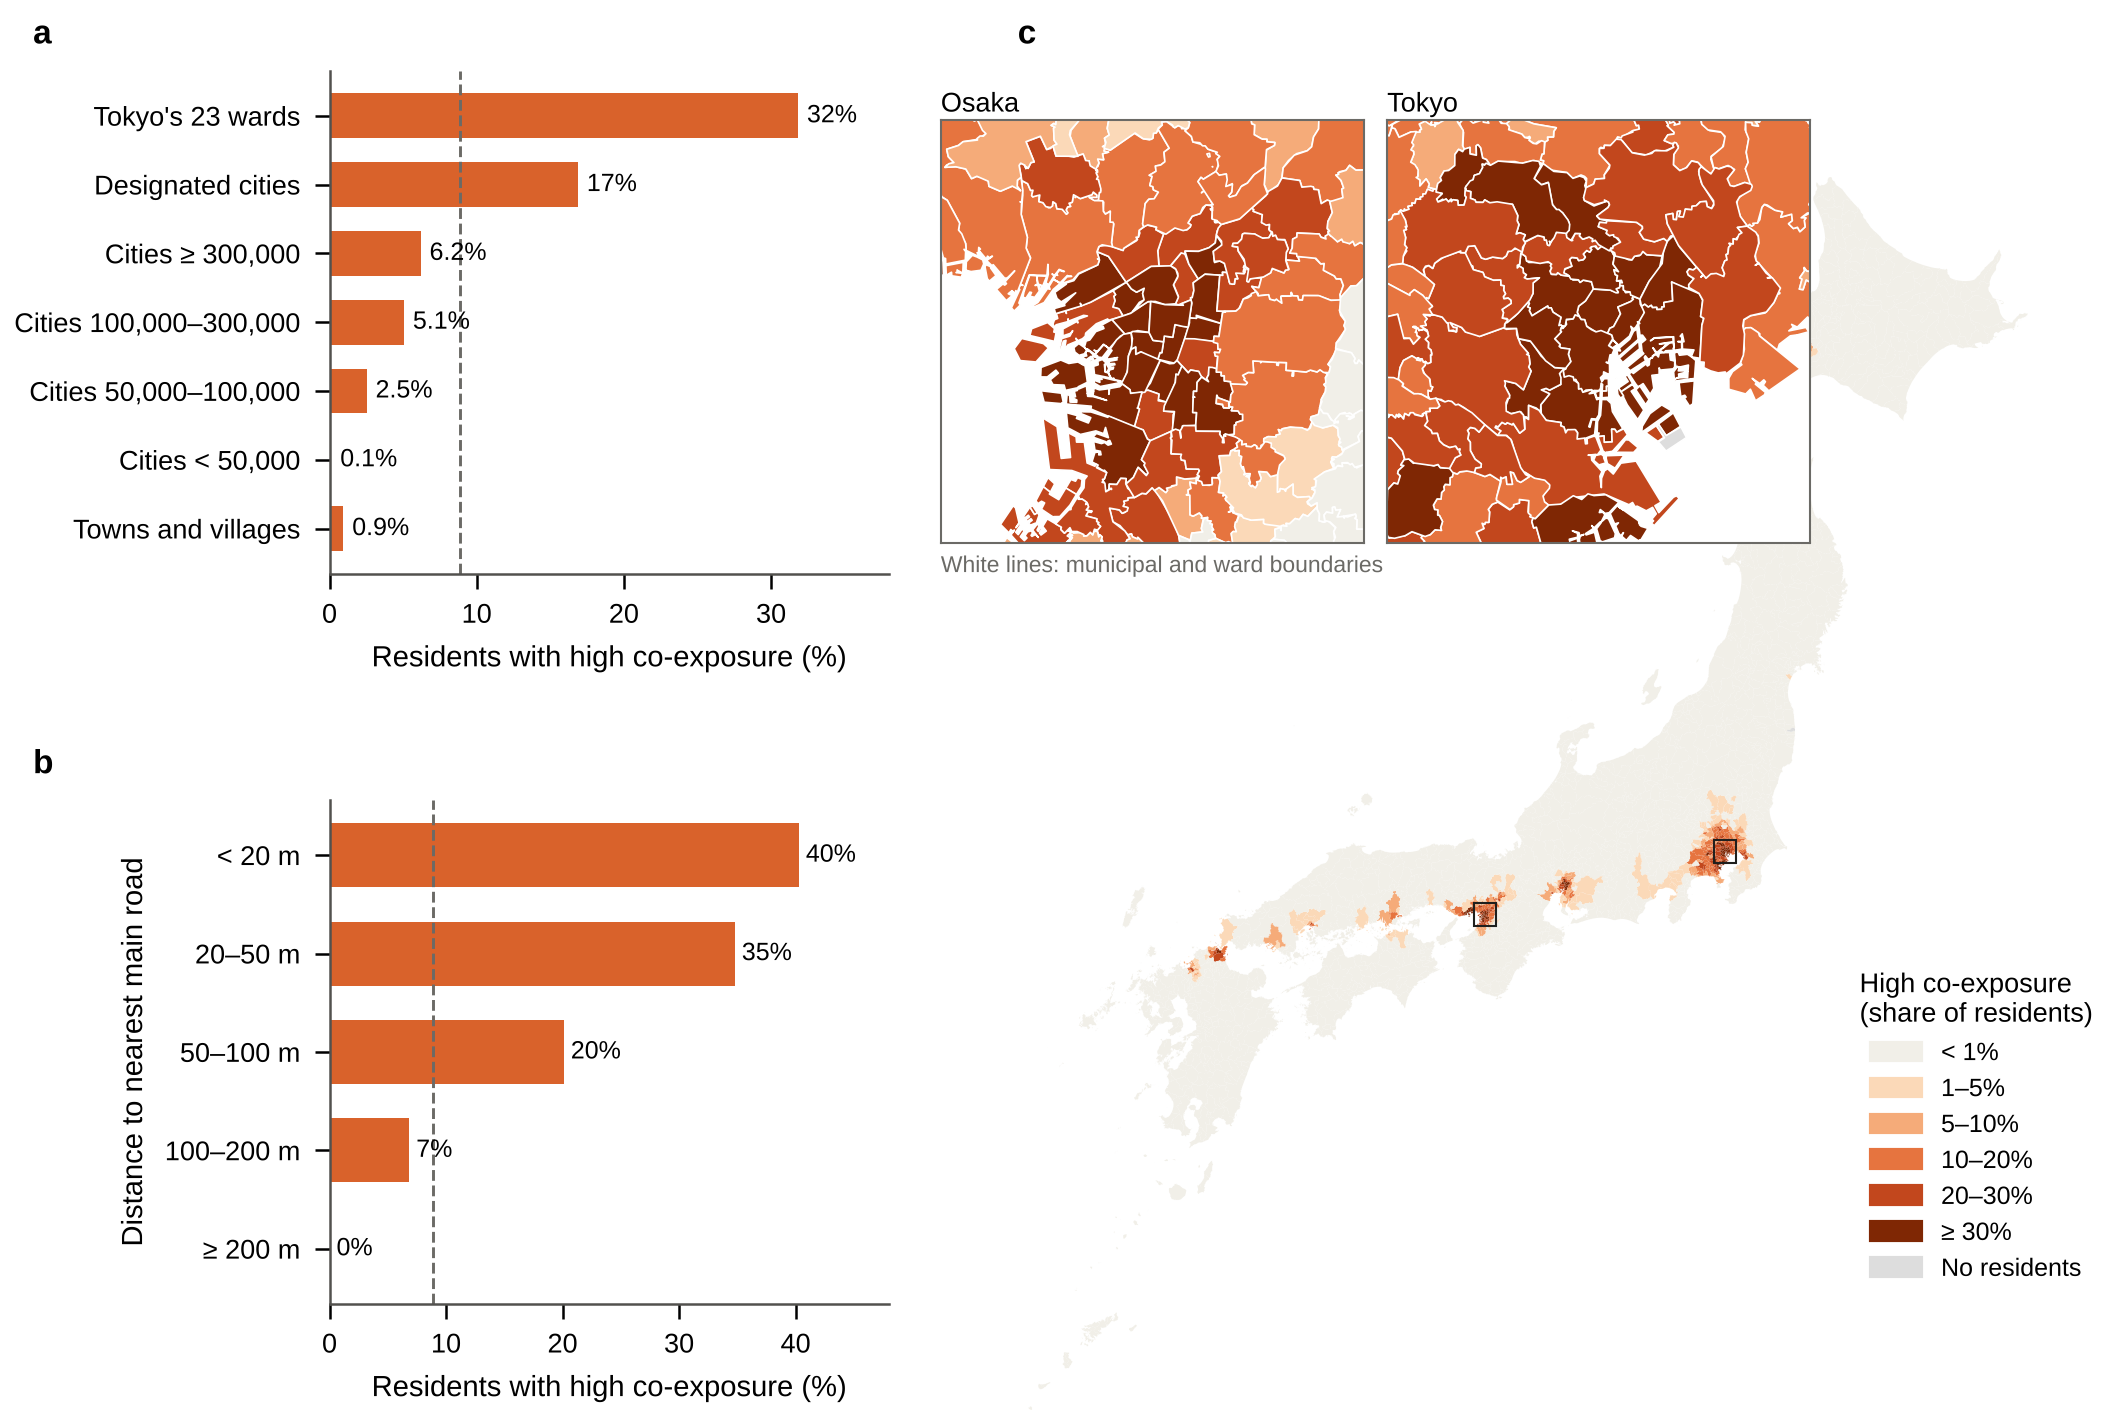 a
Tokyo's 23 wards
32%
Designated cities
17%
Cities ≥ 300,000
6.2%
Cities 100,000–300,000
5.1%
Cities 50,000–100,000
2.5%
Cities < 50,000
0.1%
Towns and villages
0.9%
0 10 20 30
Residents with high co-exposure (%)
b
Distance to nearest main road
< 20 m
40%
20–50 m
35%
50–100 m
20%
100–200 m
7%
≥ 200 m
0%
0 10 20 30 40
Residents with high co-exposure (%)
c
Osaka
Tokyo
White lines: municipal and ward boundaries
High co-exposure
(share of residents)
< 1%
1–5%
5–10%
10–20%
20–30%
≥ 30%
No residents